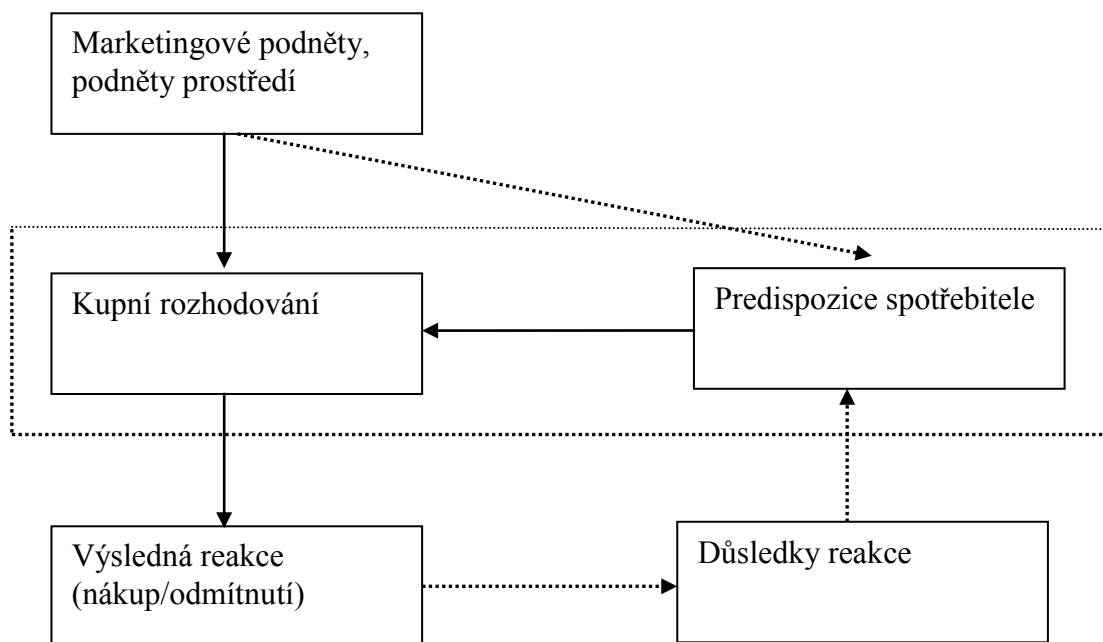 Marketingové podněty,
podněty prostředí
Kupní rozhodování
Predispozice spotřebitele
Výsledná reakce
(nákup/odmítnutí)
Důsledky reakce